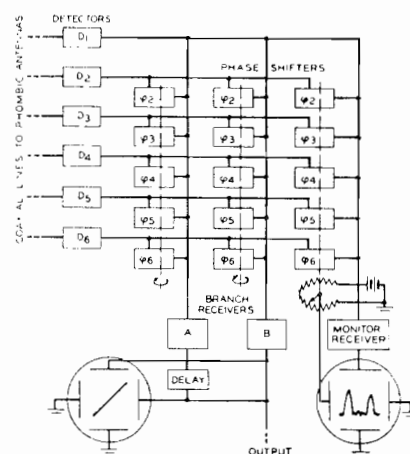 DETECTORS
D1
D2
PHASE SHIFTERS
φ2 φ2 φ2
D3
φ3 φ3 φ3
D4
φ4 φ4 φ4
D5
φ5 φ5 φ5
D6
φ6 φ6 φ6
COAXIAL LINES TO RHOMBIC ANTENNAS
BRANCH
RECEIVERS
A B
MONITOR
RECEIVER
DELAY
OUTPUT